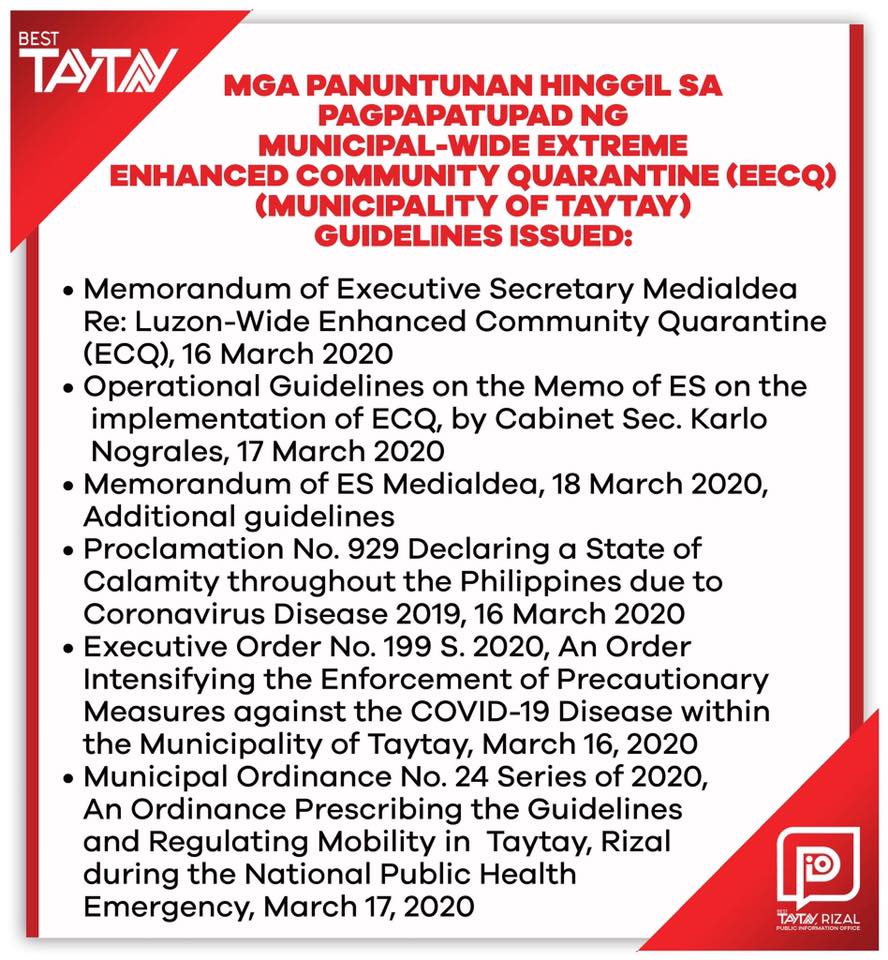 BEST
TAYTAY
MGA PANUNTUNAN HINGGIL SA
PAGPAPATUPAD NG
MUNICIPAL-WIDE EXTREME
ENHANCED COMMUNITY QUARANTINE (EECQ)
(MUNICIPALITY OF TAYTAY)
GUIDELINES ISSUED:
• Memorandum of Executive Secretary Medialdea
Re: Luzon-Wide Enhanced Community Quarantine
(ECQ), 16 March 2020
• Operational Guidelines on the Memo of ES on the
implementation of ECQ, by Cabinet Sec. Karlo
Nograles, 17 March 2020
• Memorandum of ES Medialdea, 18 March 2020,
Additional guidelines
• Proclamation No. 929 Declaring a State of
Calamity throughout the Philippines due to
Coronavirus Disease 2019, 16 March 2020
• Executive Order No. 199 S. 2020, An Order
Intensifying the Enforcement of Precautionary
Measures against the COVID-19 Disease within
the Municipality of Taytay, March 16, 2020
• Municipal Ordinance No. 24 Series of 2020,
An Ordinance Prescribing the Guidelines
and Regulating Mobility in Taytay, Rizal
during the National Public Health
Emergency, March 17, 2020
PIO
BEST
TAYTAY, RIZAL
PUBLIC INFORMATION OFFICE